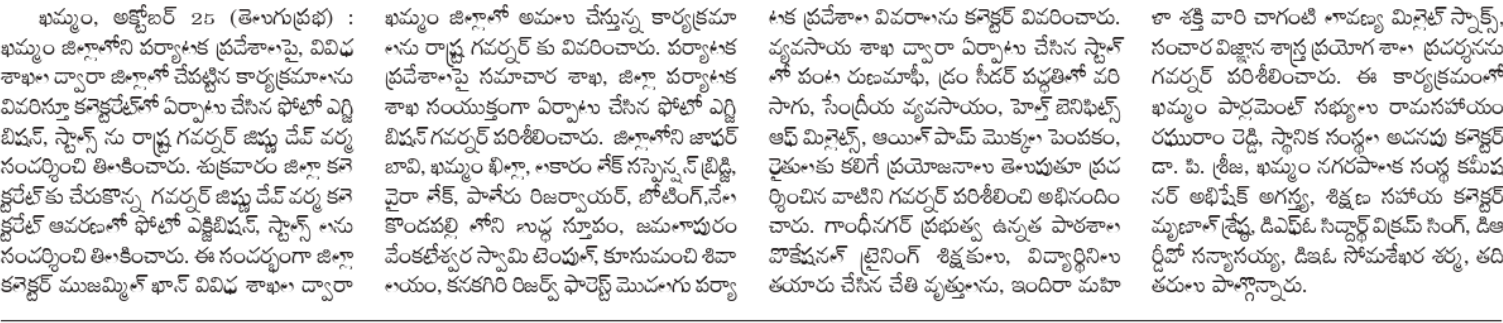 ఖమ్మం, అక్టోబర్ 25 (తెలుగుప్రభ) :
ఖమ్మం జిల్లాలోని పర్యాటక ప్రదేశాలపై, వివిధ
శాఖల ద్వారా జిల్లాలో చేపట్టిన కార్యక్రమాలను
వివరిస్తూ కలెక్టరేట్‌లో ఏర్పాటు చేసిన ఫోటో ఎగ్జి
బిషన్, స్టాల్స్ ను రాష్ట్ర గవర్నర్ జిష్ణు దేవ్ వర్మ
సందర్శించి తిలకించారు. శుక్రవారం జిల్లా కలె
క్టరేట్ కు చేరుకొన్న గవర్నర్ జిష్ణు దేవ్ వర్మ కలె
క్టరేట్ ఆవరణలో ఫోటో ఎక్జిబిషన్, స్టాల్స్ లను
సందర్శించి తిలకించారు. ఈ సందర్భంగా జిల్లా
కలెక్టర్ ముజమ్మిల్ ఖాన్ వివిధ శాఖల ద్వారా
ఖమ్మం జిల్లాలో అమలు చేస్తున్న కార్యక్రమా
లను రాష్ట్ర గవర్నర్ కు వివరించారు. పర్యాటక
ప్రదేశాలపై సమాచార శాఖ, జిల్లా పర్యాటక
శాఖ సంయుక్తంగా ఏర్పాటు చేసిన ఫోటో ఎగ్జి
బిషన్ గవర్నర్ పరిశీలించారు. జిల్లాలోని జాఫర్
బావి, ఖమ్మం ఖిల్లా, లకారం లేక్ సస్పెన్షన్ బ్రిడ్జి,
వైరా లేక్, పాలేరు రిజర్వాయర్, బోటింగ్,నేల
కొండపల్లి లోని బుద్ధ స్తూపం, జమలాపురం
వేంకటేశ్వర స్వామి టెంపుల్, కూసుమంచి శివా
లయం, కనకగిరి రిజర్వ్ ఫారెస్ట్ మొదలగు పర్యా
టక ప్రదేశాల వివరాలను కలెక్టర్ వివరించారు.
వ్యవసాయ శాఖ ద్వారా ఏర్పాటు చేసిన స్టాల్
లో పంట రుణమాఫీ, డ్రం సీడర్ పద్ధతిలో వరి
సాగు, సేంద్రీయ వ్యవసాయం, హెల్త్ బెనిఫిట్స్
ఆఫ్ మిల్లెట్స్, ఆయిల్ పామ్ మొక్కల పెంపకం,
రైతులకు కలిగే ప్రయోజనాలు తెలుపుతూ ప్రద
ర్శించిన వాటిని గవర్నర్ పరిశీలించి అభినందిం
చారు. గాంధీనగర్ ప్రభుత్వ ఉన్నత పాఠశాల
వొకేషనల్ ట్రైనింగ్ శిక్షకులు, విద్యార్థినిలు
తయారు చేసిన చేతి వృత్తులను, ఇందిరా మహి
ళా శక్తి వారి చాగంటి లావణ్య మిల్లెట్ స్నాక్స్,
సంచార విజ్ఞాన శాస్త్ర ప్రయోగ శాల ప్రదర్శనను
గవర్నర్ పరిశీలించారు. ఈ కార్యక్రమంలో
ఖమ్మం పార్లమెంట్ సభ్యులు రామసహాయం
రఘురాం రెడ్డి, స్థానిక సంస్థల అదనపు కలెక్టర్
డా. పి. శ్రీజ, ఖమ్మం నగరపాలక సంస్థ కమీష
నర్ అభిషేక్ అగస్త్య, శిక్షణ సహాయ కలెక్టర్
మృణాల్ శ్రేష్ఠ, డిఎఫ్ఓ సిద్దార్థ్ విక్రమ్ సింగ్, డీఆ
ర్డీవో సన్యాసయ్య, డిఇఓ సోమశేఖర శర్మ, తది
తరులు పాల్గొన్నారు.